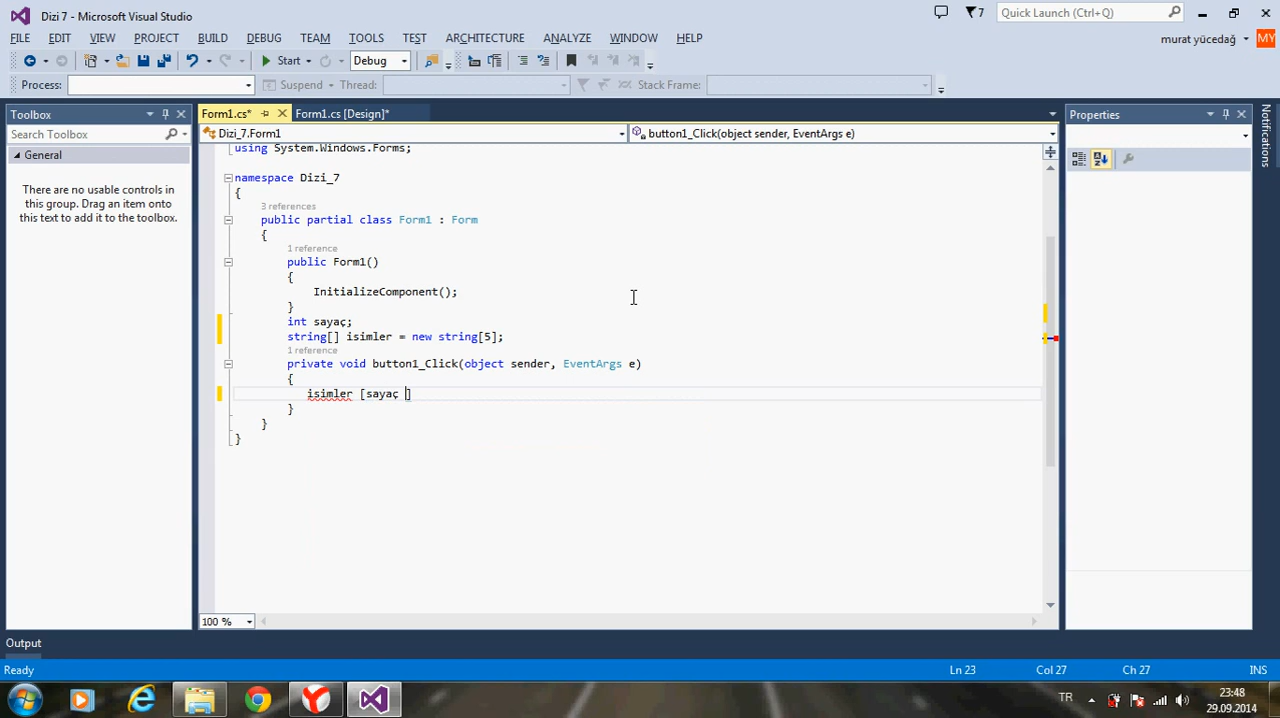 Dizi 7 - Microsoft Visual Studio
7
Quick Launch (Ctrl+Q)
FILE EDIT VIEW PROJECT BUILD DEBUG TEAM TOOLS TEST ARCHITECTURE ANALYZE WINDOW HELP
murat yücedağ MY
Start Debug
Process: Suspend Thread: Stack Frame:
Toolbox
Form1.cs* Form1.cs [Design]*
Properties
Notifications
Search Toolbox
Dizi_7.Form1
button1_Click(object sender, EventArgs e)
General
There are no usable controls in
this group. Drag an item onto
this text to add it to the toolbox.
using System.Windows.Forms;
namespace Dizi_7
{
3 references
public partial class Form1 : Form
{
1 reference
public Form1()
{
InitializeComponent();
}
int sayaç;
string[] isimler = new string[5];
1 reference
private void button1_Click(object sender, EventArgs e)
{
isimler [sayaç ]
}
}
}
100 %
Output
Ready Ln 23 Col 27 Ch 27 INS
TR
23:48
29.09.2014